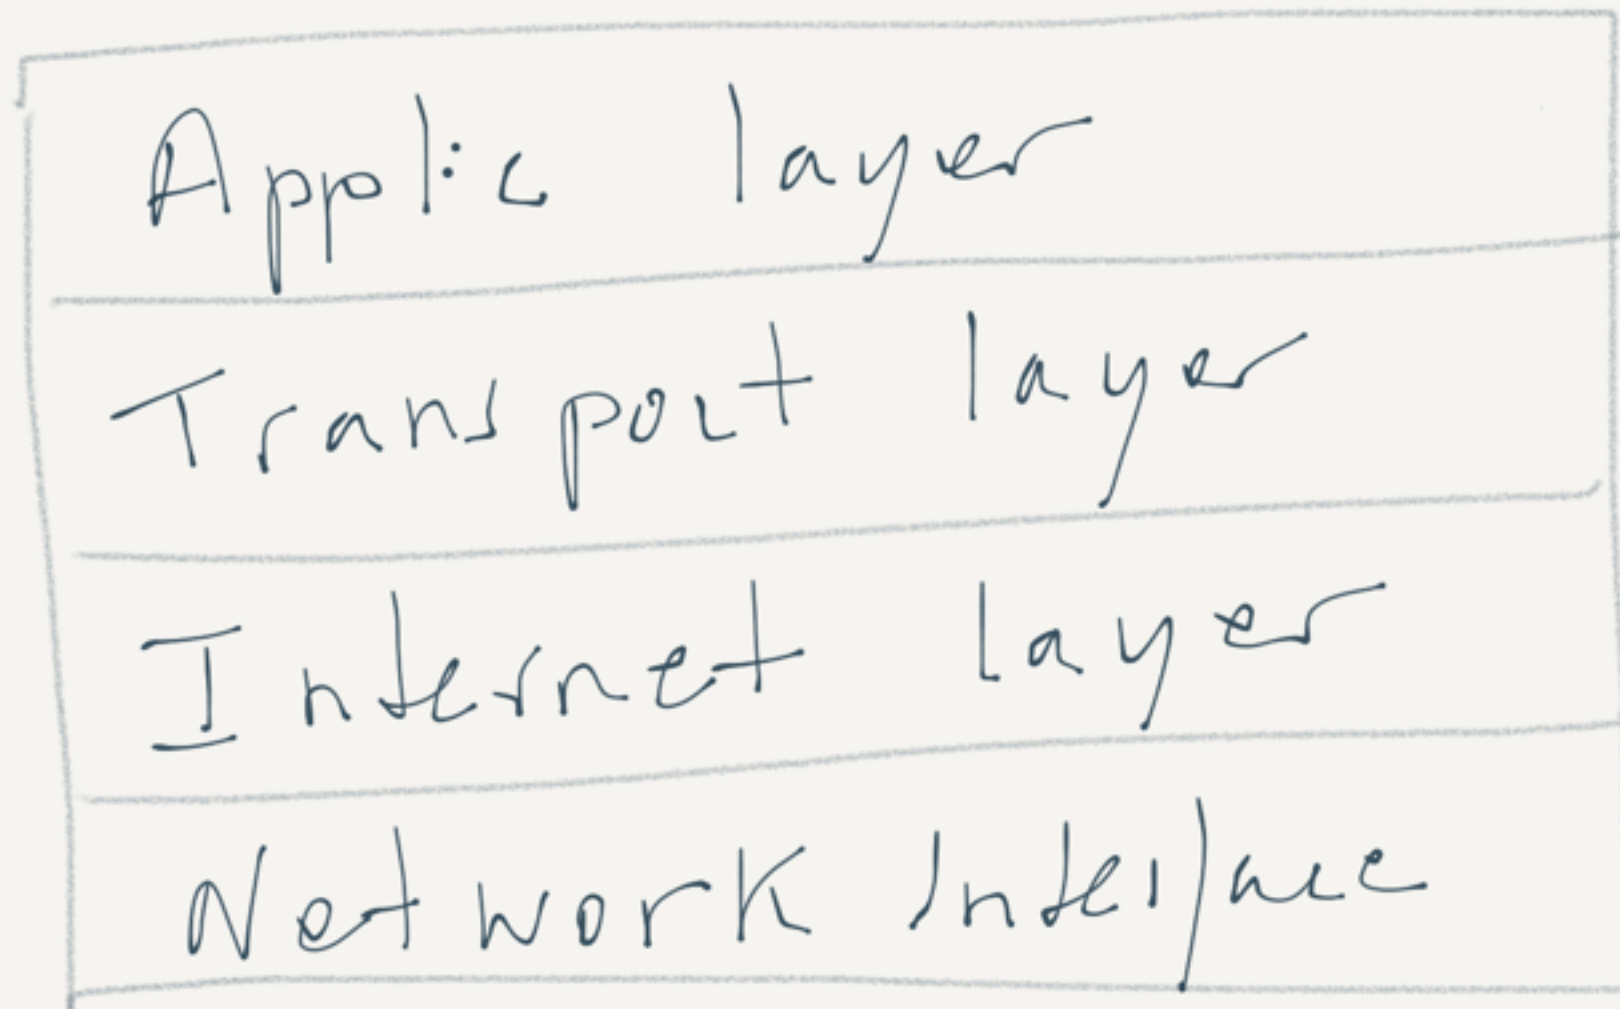 Applic layer
Transport layer
Internet layer
Network Interface